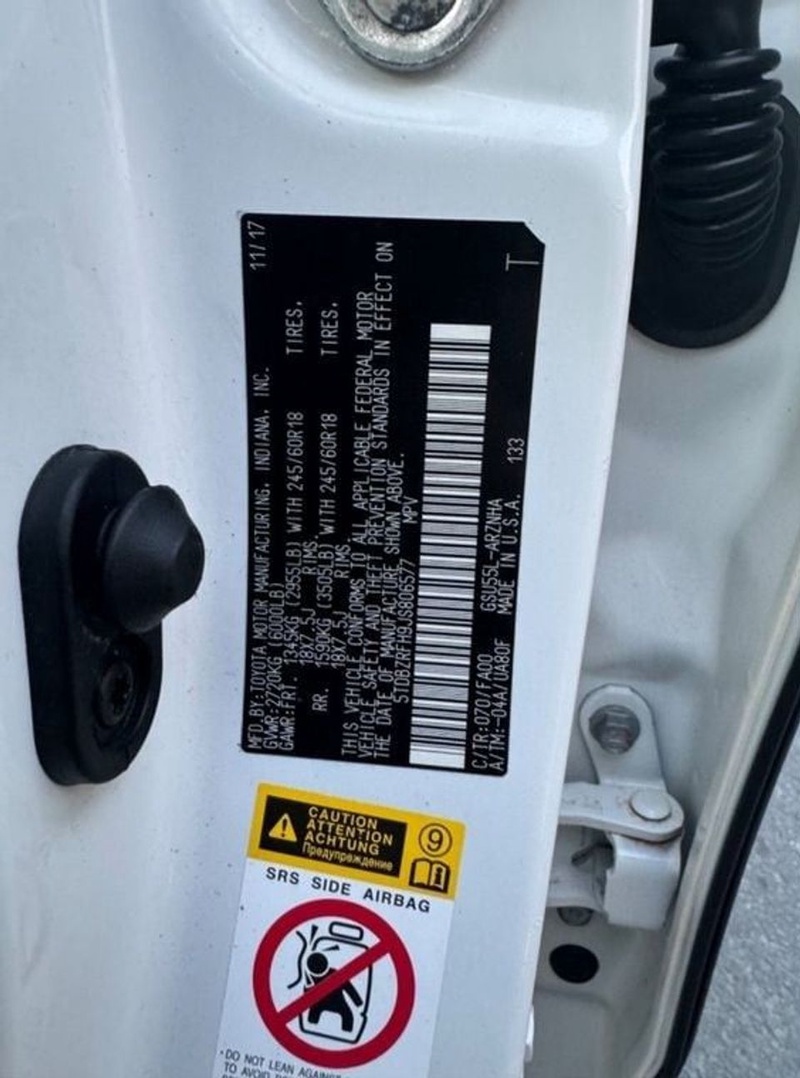 MFD.BY:TOYOTA MOTOR MANUFACTURING, INDIANA, INC. 11/17
GVWR:2720KG (6000LB)
GAWR:FRT. 1345KG (2955LB) WITH 245/60R18 TIRES,
18X7.5J RIMS
RR. 1590KG (3505LB) WITH 245/60R18 TIRES,
18X7.5J RIMS
THIS VEHICLE CONFORMS TO ALL APPLICABLE FEDERAL MOTOR
VEHICLE SAFETY AND THEFT PREVENTION STANDARDS IN EFFECT ON
THE DATE OF MANUFACTURE SHOWN ABOVE.
5TDBZRFH9JS806577 MPV
T
C/TR:070/FA00 GSU55L-ARZNHA
A/TM:-04A/UA80F MADE IN U.S.A. 133
CAUTION
ATTENTION
ACHTUNG
Предупреждение
9
SRS SIDE AIRBAG
·DO NOT LEAN AGAINST
TO AVOID